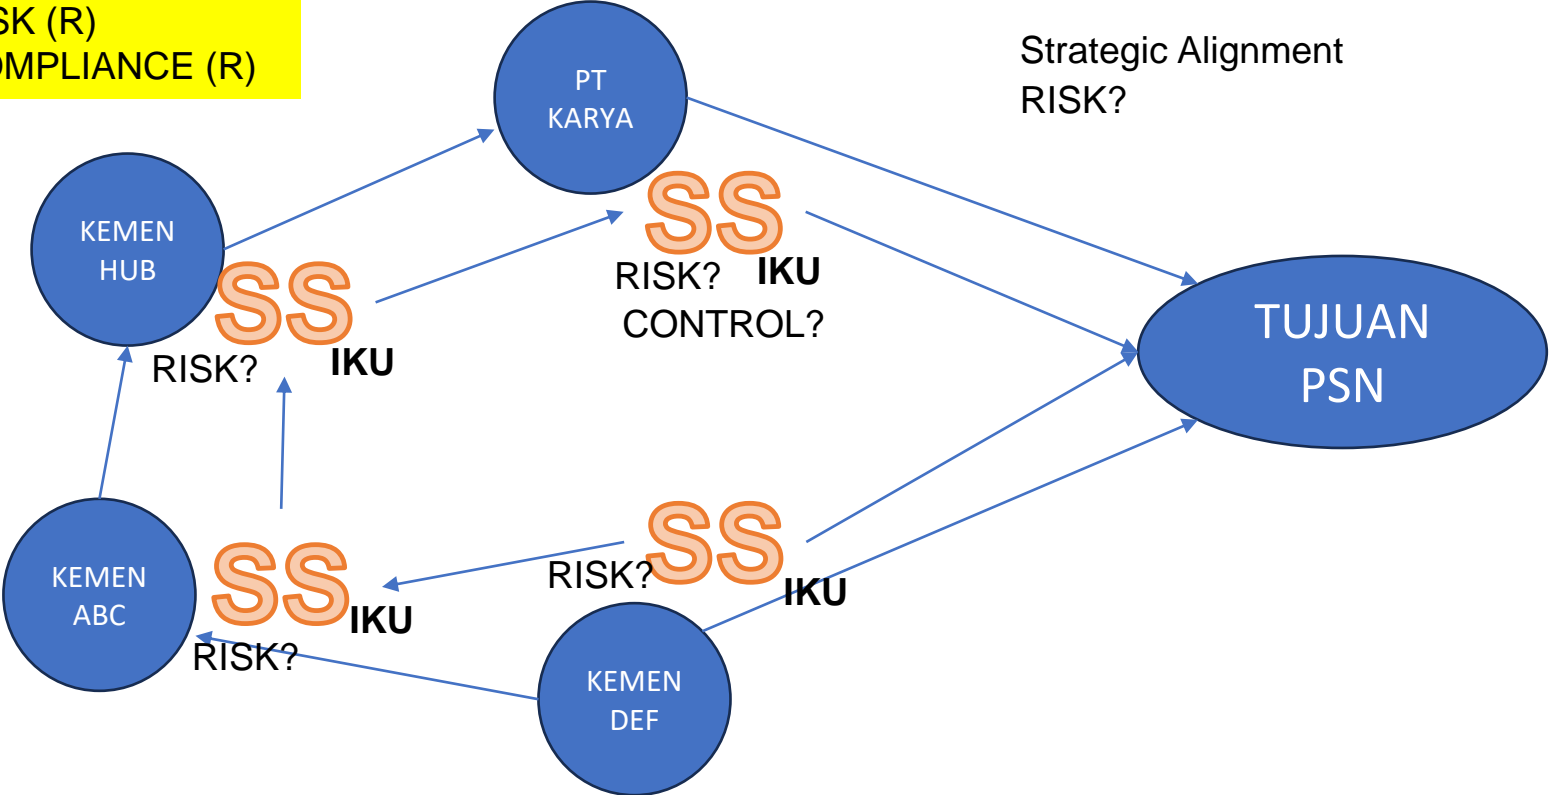 SK (R)
OMPLIANCE (R)
PT
KARYA
Strategic Alignment
RISK?
KEMEN
HUB
SS
IKU
RISK?
SS
IKU
RISK?
CONTROL?
TUJUAN
PSN
KEMEN
ABC
SS
IKU
RISK?
SS
IKU
RISK?
KEMEN
DEF